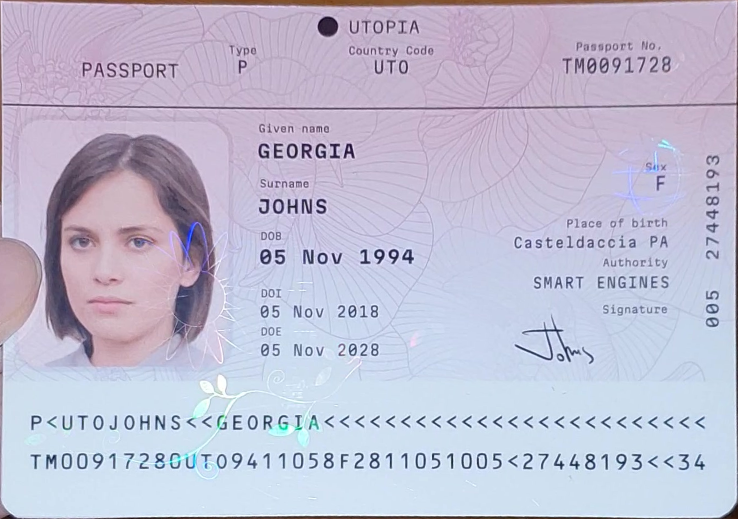 UTOPIA
Type Country Code Passport No.
PASSPORT P UTO TM0091728
Given name
GEORGIA
Sex
F
Surname
JOHNS
Place of birth
Casteldaccia PA
DOB
05 Nov 1994
Authority
SMART ENGINES
DOI
05 Nov 2018
Signature
Johns
DOE
05 Nov 2028
005 27448193
P<UTOJOHNS<<GEORGIA<<<<<<<<<<<<<<<<<<<<<<<<<
TM00917280UTO9411058F2811051005<27448193<<34